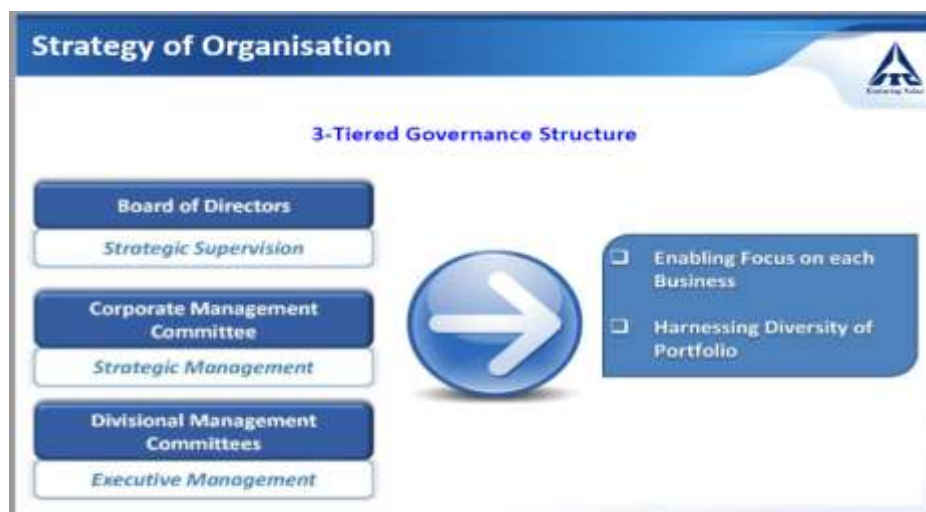 Strategy of Organisation
3-Tiered Governance Structure
Board of Directors
Strategic Supervision
Corporate Management
Committee
Strategic Management
Divisional Management
Committees
Executive Management
Enabling Focus on each
Business
Harnessing Diversity of
Portfolio